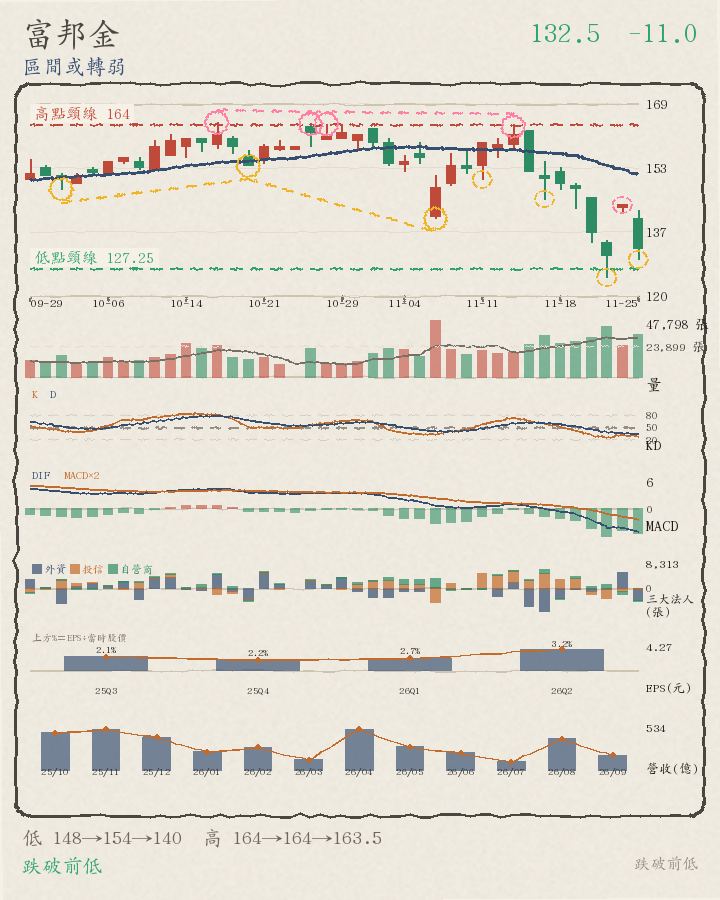 富邦金
132.5 -11.0
區間或轉弱
高點頸線 164
169
153
137
低點頸線 127.25
120
09-29 10-06 10-14 10-21 10-29 11-04 11-11 11-18 11-25
47,798 張
23,899 張
量
K D
80
50
20
KD
DIF MACD×2
6
0
MACD
外資 投信 自營商
8,313
0
三大法人
(張)
上方%=EPS÷當時股價
2.1% 2.2% 2.7% 3.2%
4.27
25Q3 25Q4 26Q1 26Q2
EPS(元)
534
25/10 25/11 25/12 26/01 26/02 26/03 26/04 26/05 26/06 26/07 26/08 26/09
營收(億)
低 148→154→140 高 164→164→163.5
跌破前低
跌破前低